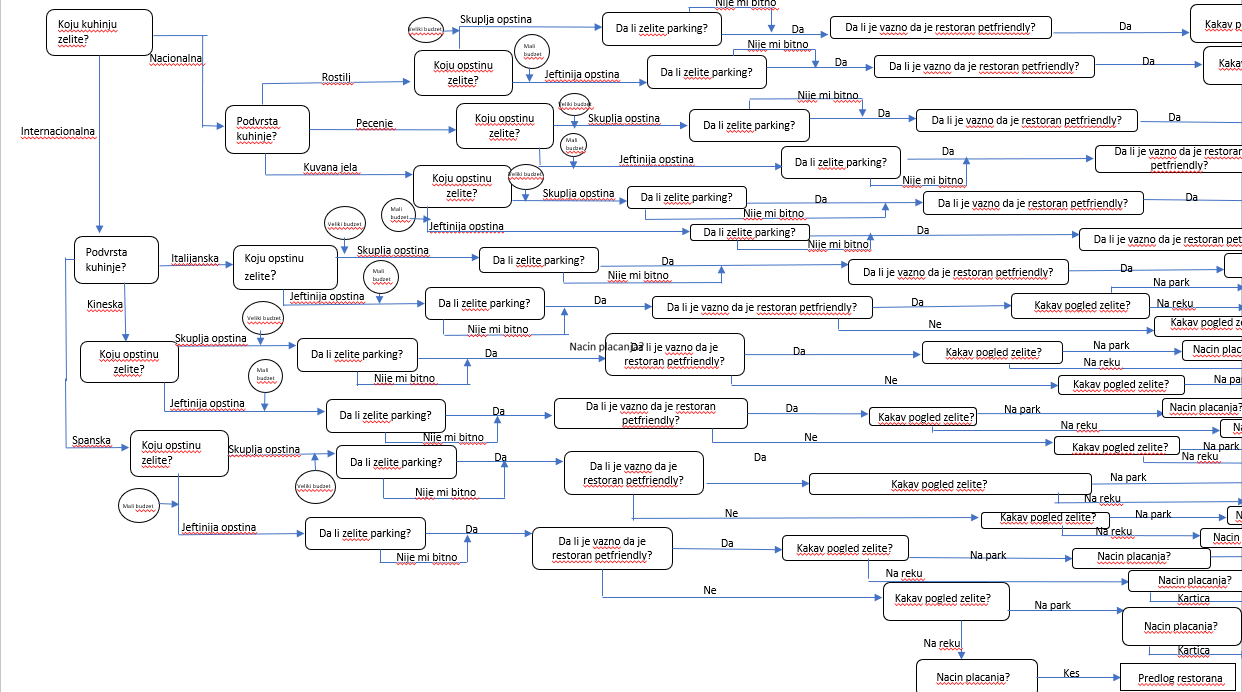 Koju kuhinju
zelite?
Nacionalna
Internacionalna
Podvrsta
kuhinje?
Rostilj
Pecenje
Kuvana jela
Koju opstinu
zelite?
Veliki budzet
Skuplja opstina
Mali
budzet
Jeftinija opstina
Da li zelite parking?
Nije mi bitno
Da
Da li je vazno da je restoran petfriendly?
Da
Kakav p
Da li zelite parking?
Nije mi bitno
Da
Da li je vazno da je restoran petfriendly?
Da
Kaka
Koju opstinu
zelite?
Veliki budzet
Skuplja opstina
Mali
budzet
Jeftinija opstina
Da li zelite parking?
Nije mi bitno
Da
Da li je vazno da je restoran petfriendly?
Da
Da li zelite parking?
Da
Nije mi bitno
Da li je vazno da je restoran
petfriendly?
Koju opstinu
zelite?
Veliki budzet
Skuplja opstina
Mali
budzet
Jeftinija opstina
Da li zelite parking?
Da
Nije mi bitno
Da li je vazno da je restoran petfriendly?
Da
Da li zelite parking?
Da
Nije mi bitno
Da li je vazno da je restoran pet
Podvrsta
kuhinje?
Italijanska
Kineska
Spanska
Koju opstinu
zelite?
Veliki budzet
Skuplja opstina
Mali
budzet
Jeftinija opstina
Da li zelite parking?
Da
Nije mi bitno
Da li je vazno da je restoran petfriendly?
Da
Da li zelite parking?
Da
Nije mi bitno
Da li je vazno da je restoran petfriendly?
Da
Ne
Kakav pogled zelite?
Na park
Na reku
Kakav pogled ze
Koju opstinu
zelite?
Veliki budzet
Skuplja opstina
Mali
budzet
Jeftinija opstina
Da li zelite parking?
Da
Nije mi bitno
Nacin placanja?
Da li je vazno da je
restoran petfriendly?
Da
Ne
Kakav pogled zelite?
Na park
Na reku
Nacin plac
Kakav pogled zelite?
Na pa
Da li zelite parking?
Da
Nije mi bitno
Da li je vazno da je restoran
petfriendly?
Da
Ne
Kakav pogled zelite?
Na park
Na reku
Nacin placanja?
Na
Kakav pogled zelite?
Na park
Na reku
Koju opstinu
zelite?
Skuplja opstina
Veliki budzet
Mali budzet
Jeftinija opstina
Da li zelite parking?
Da
Nije mi bitno
Da li je vazno da je
restoran petfriendly?
Da
Ne
Kakav pogled zelite?
Na park
Na reku
Kakav pogled zelite?
Na park
Na reku
N
Nacin
Da li zelite parking?
Da
Nije mi bitno
Da li je vazno da je
restoran petfriendly?
Da
Ne
Kakav pogled zelite?
Na park
Na reku
Nacin placanja?
Nacin placanja?
Kartica
Kakav pogled zelite?
Na park
Na reku
Nacin placanja?
Kartica
Nacin placanja?
Kes
Predlog restorana